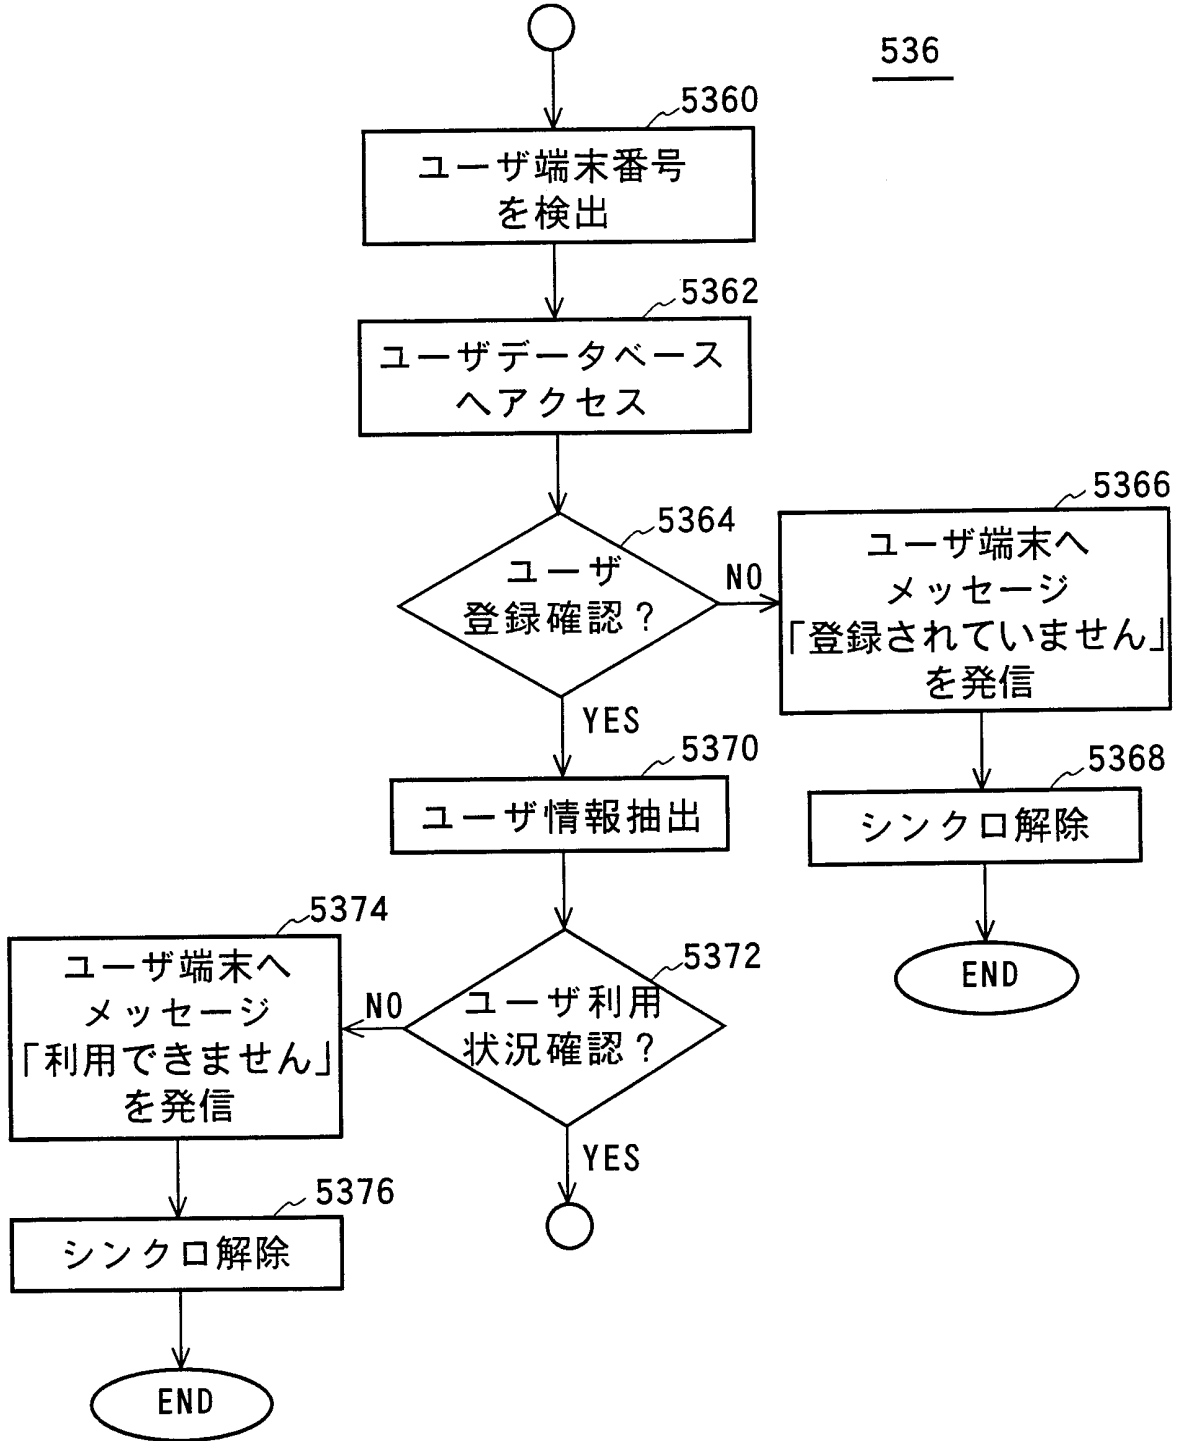 536
5360
ユーザ端末番号
を検出
5362
ユーザデータベース
へアクセス
5364
ユーザ
登録確認?
NO
5366
ユーザ端末へ
メッセージ
「登録されていません」
を発信
YES
5368
シンクロ解除
END
5370
ユーザ情報抽出
5372
ユーザ利用
状況確認?
NO
5374
ユーザ端末へ
メッセージ
「利用できません」
を発信
YES
5376
シンクロ解除
END